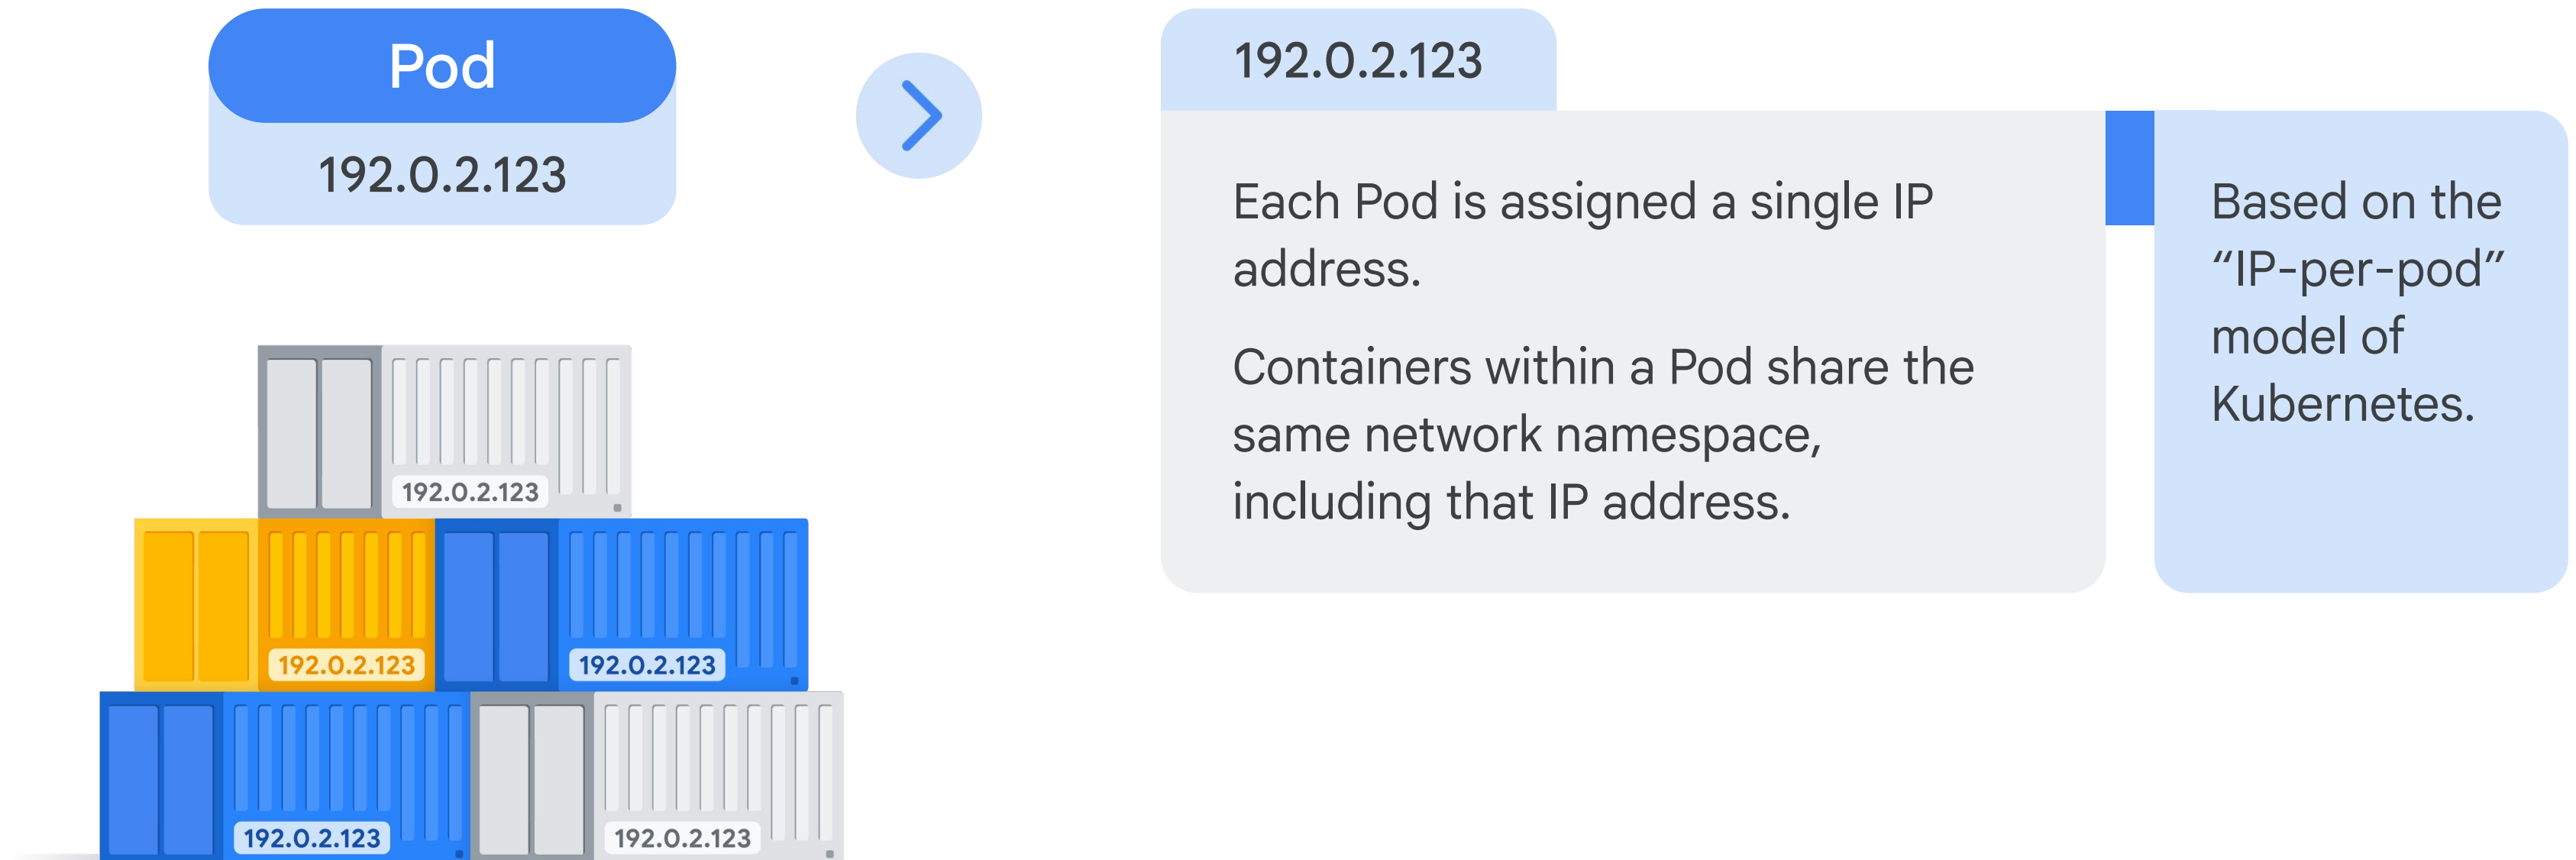 Pod
192.0.2.123
192.0.2.123
192.0.2.123
192.0.2.123
192.0.2.123
192.0.2.123
192.0.2.123
Each Pod is assigned a single IP
address.
Containers within a Pod share the
same network namespace,
including that IP address.
Based on the
“IP-per-pod”
model of
Kubernetes.